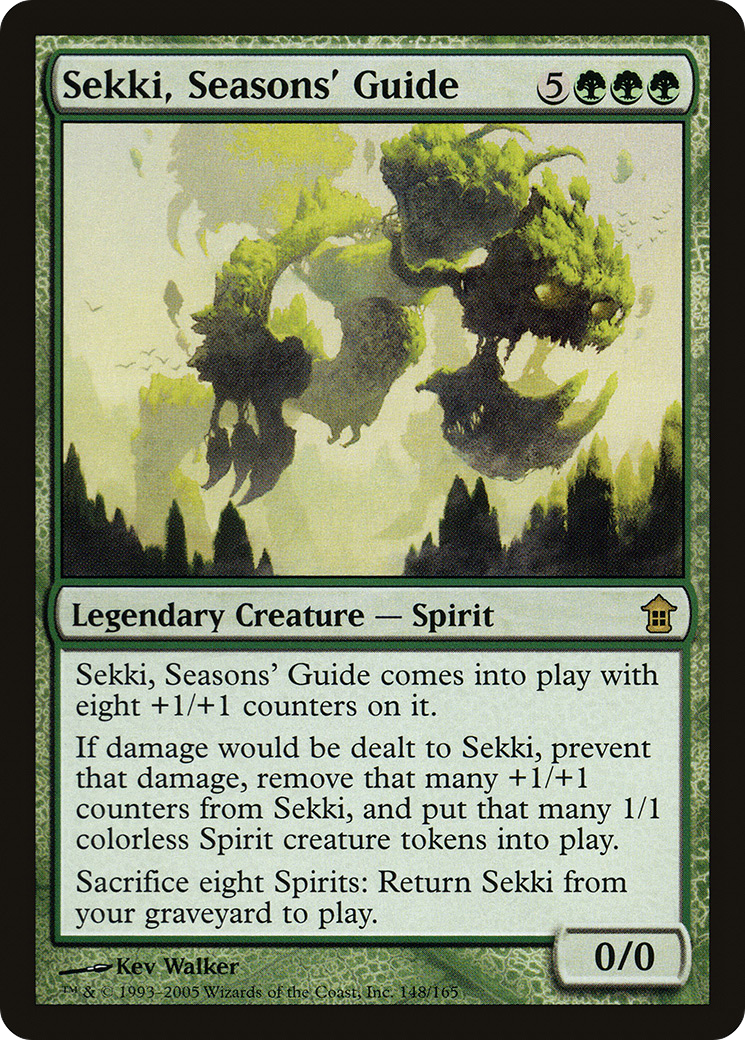 Sekki, Seasons' Guide 5
Legendary Creature — Spirit
Sekki, Seasons' Guide comes into play with
eight +1/+1 counters on it.
If damage would be dealt to Sekki, prevent
that damage, remove that many +1/+1
counters from Sekki, and put that many 1/1
colorless Spirit creature tokens into play.
Sacrifice eight Spirits: Return Sekki from
your graveyard to play.
0/0
Kev Walker
™ & © 1993–2005 Wizards of the Coast, Inc. 148/165